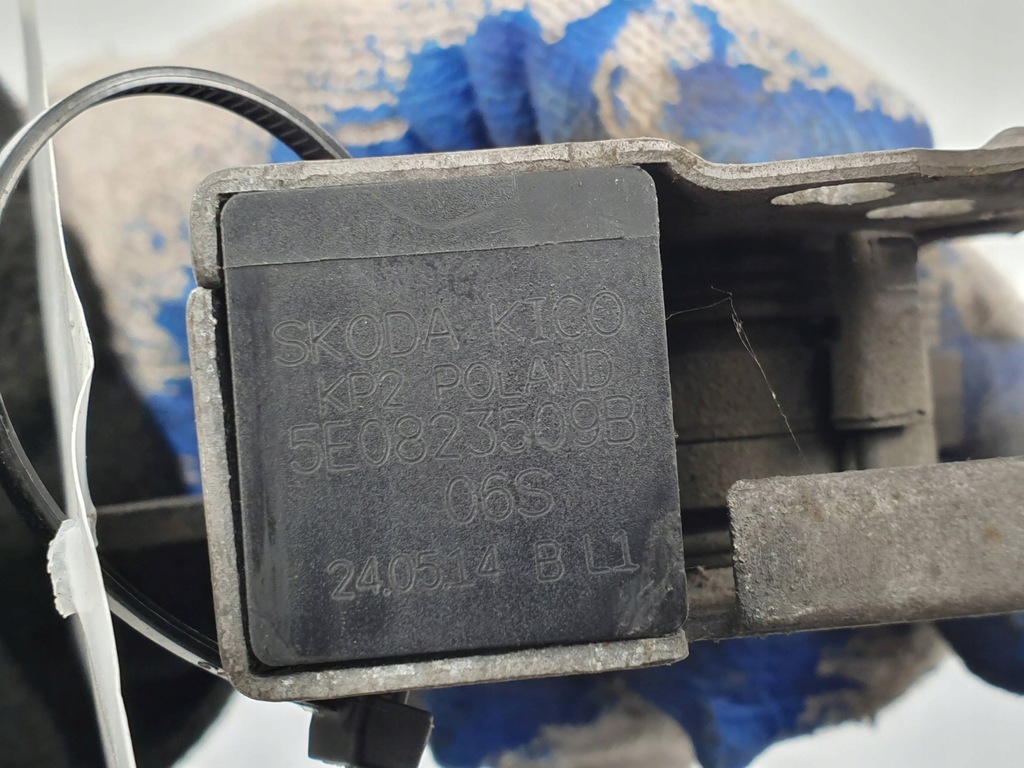 SKODA KICO
KP2 POLAND
5E0823509B
06S
24.05.14 B L1